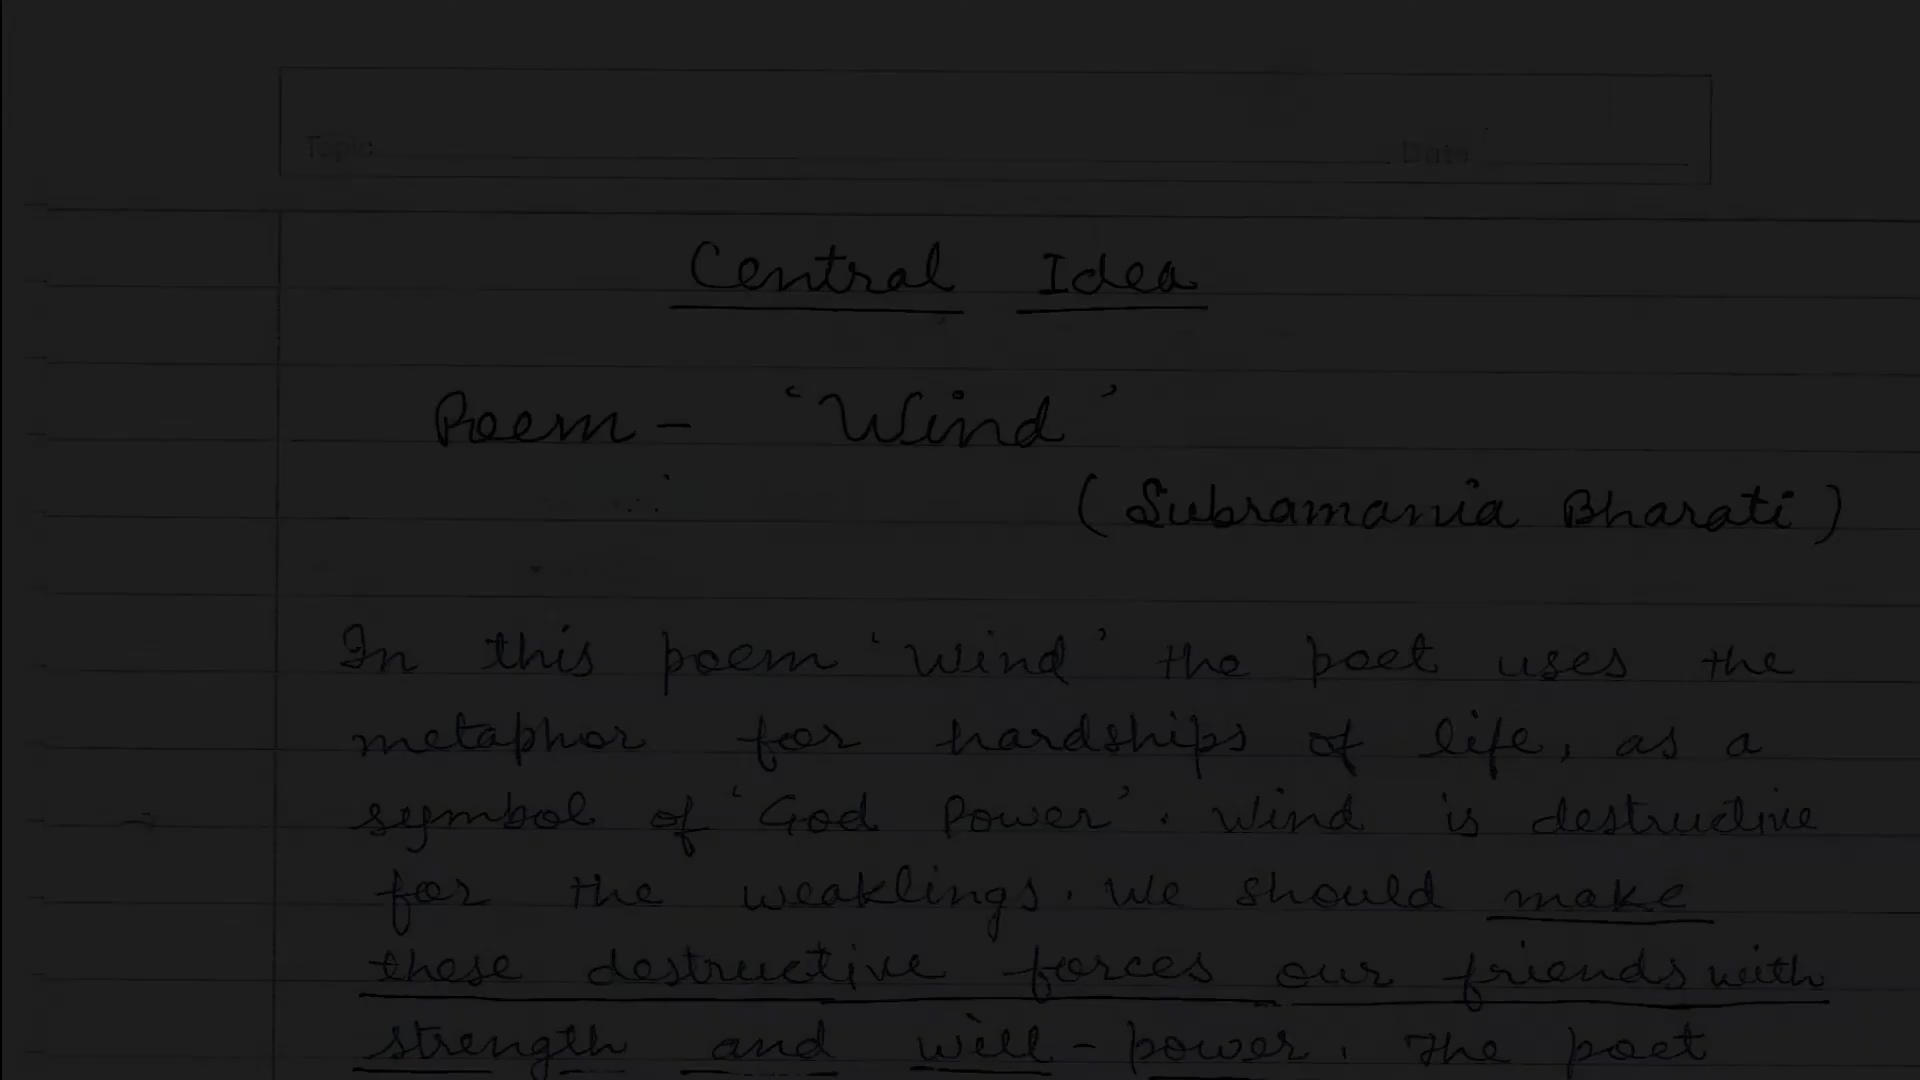 Topic Date
Central Idea
Poem - 'Wind'
(Subramania Bharati)
In this poem 'Wind' the poet uses the
metaphor for hardships of life, as a
symbol of 'God Power'. Wind is destructive
for the weaklings. We should make
these destructive forces our friends with
strength and will-power. The poet